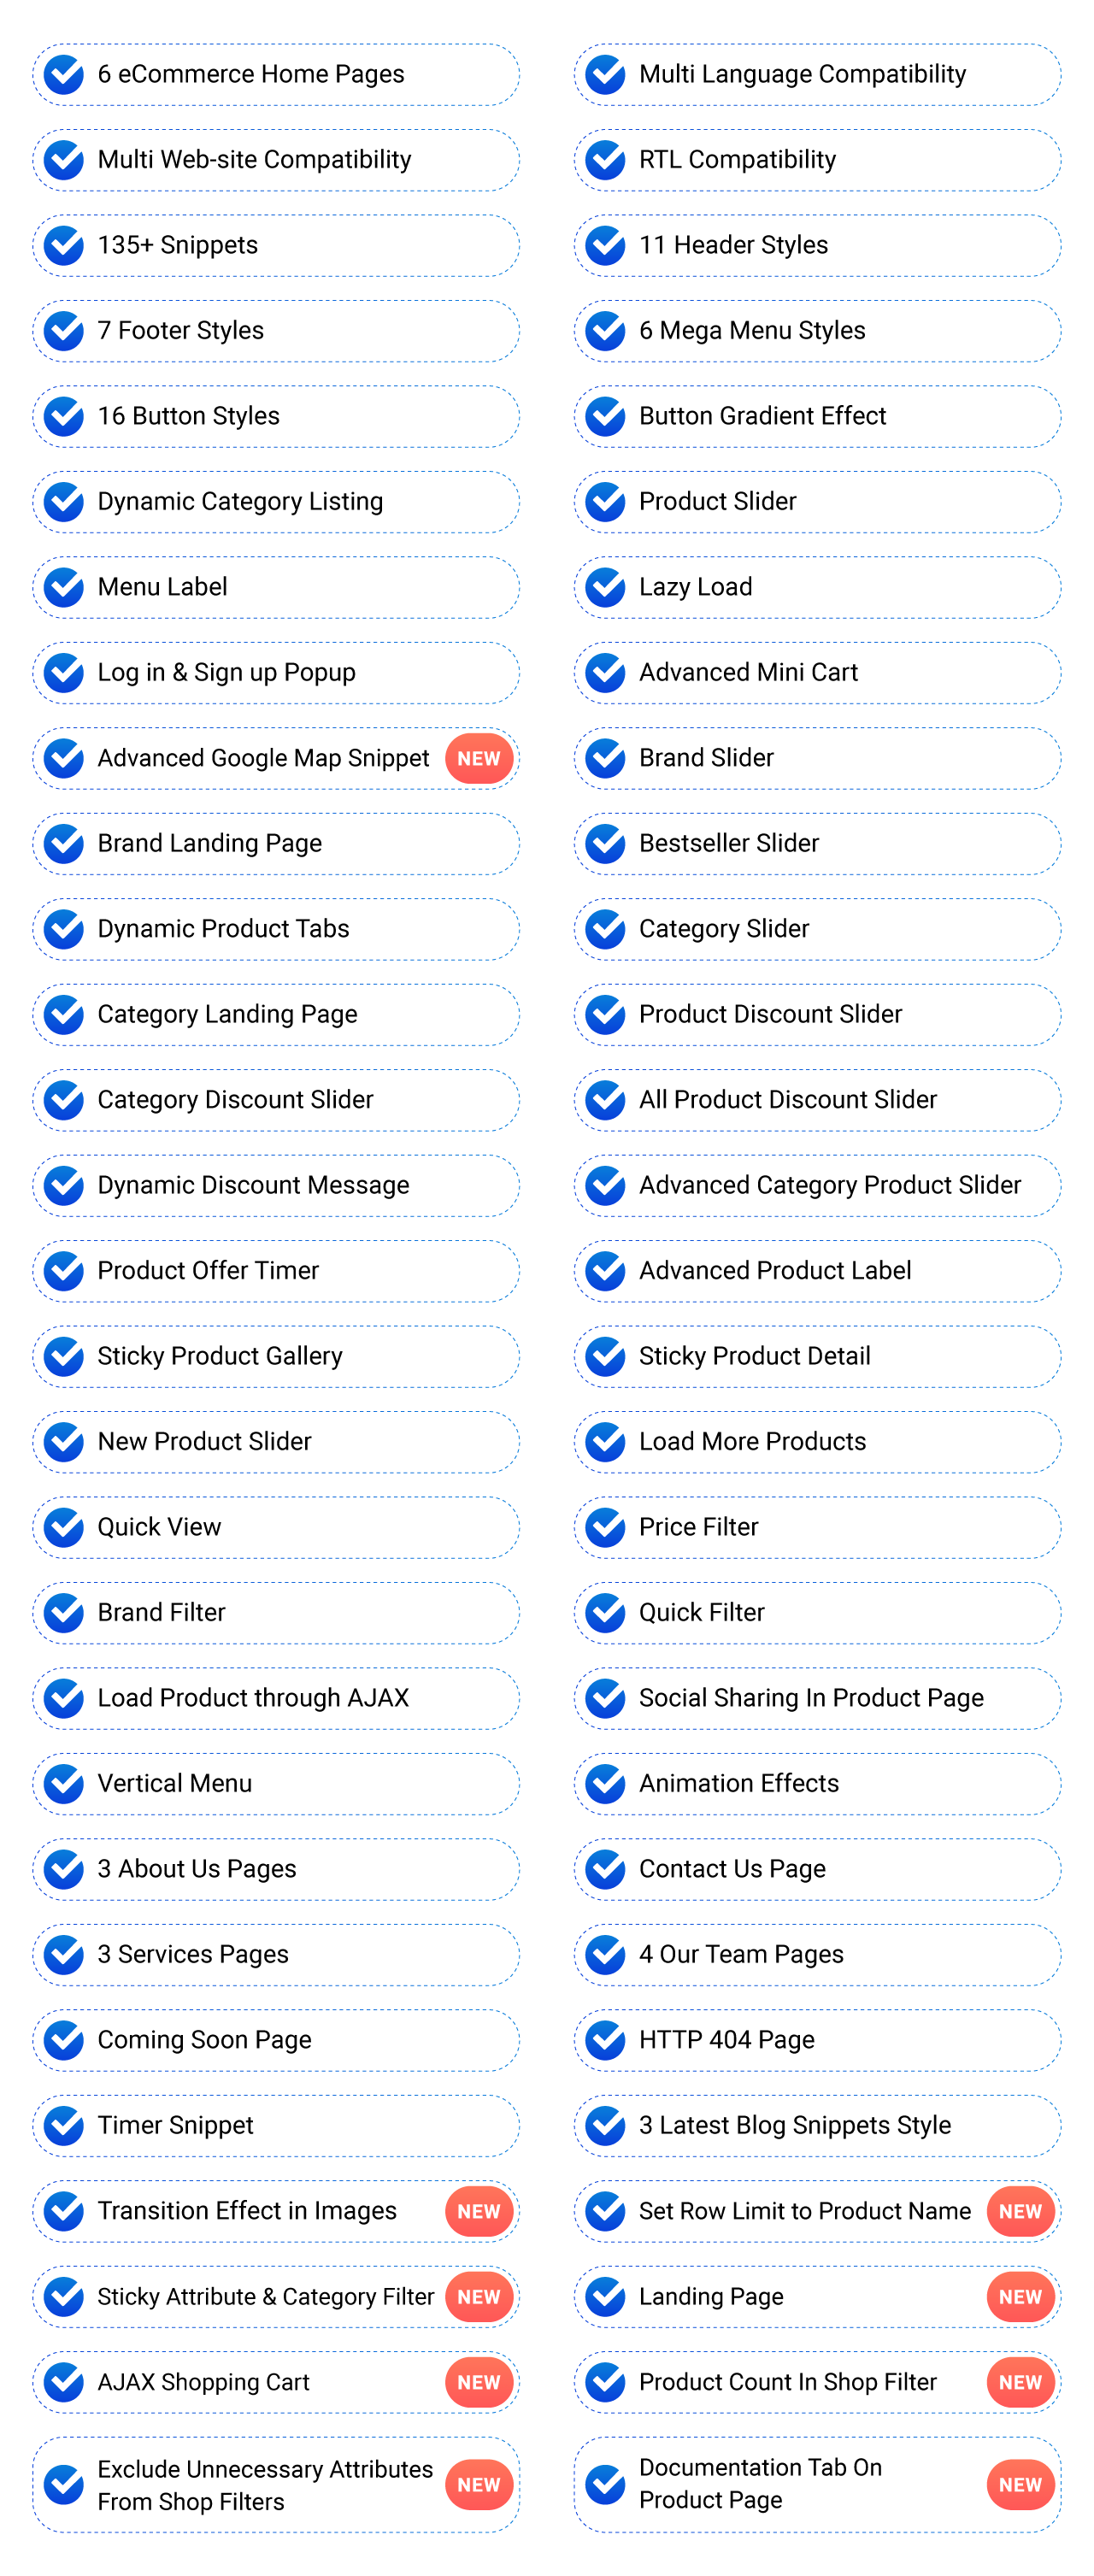 6 eCommerce Home Pages
Multi Language Compatibility
Multi Web-site Compatibility
RTL Compatibility
135+ Snippets
11 Header Styles
7 Footer Styles
6 Mega Menu Styles
16 Button Styles
Button Gradient Effect
Dynamic Category Listing
Product Slider
Menu Label
Lazy Load
Log in & Sign up Popup
Advanced Mini Cart
Advanced Google Map Snippet NEW
Brand Slider
Brand Landing Page
Bestseller Slider
Dynamic Product Tabs
Category Slider
Category Landing Page
Product Discount Slider
Category Discount Slider
All Product Discount Slider
Dynamic Discount Message
Advanced Category Product Slider
Product Offer Timer
Advanced Product Label
Sticky Product Gallery
Sticky Product Detail
New Product Slider
Load More Products
Quick View
Price Filter
Brand Filter
Quick Filter
Load Product through AJAX
Social Sharing In Product Page
Vertical Menu
Animation Effects
3 About Us Pages
Contact Us Page
3 Services Pages
4 Our Team Pages
Coming Soon Page
HTTP 404 Page
Timer Snippet
3 Latest Blog Snippets Style
Transition Effect in Images NEW
Set Row Limit to Product Name NEW
Sticky Attribute & Category Filter NEW
Landing Page NEW
AJAX Shopping Cart NEW
Product Count In Shop Filter NEW
Exclude Unnecessary Attributes
From Shop Filters
NEW
Documentation Tab On
Product Page
NEW